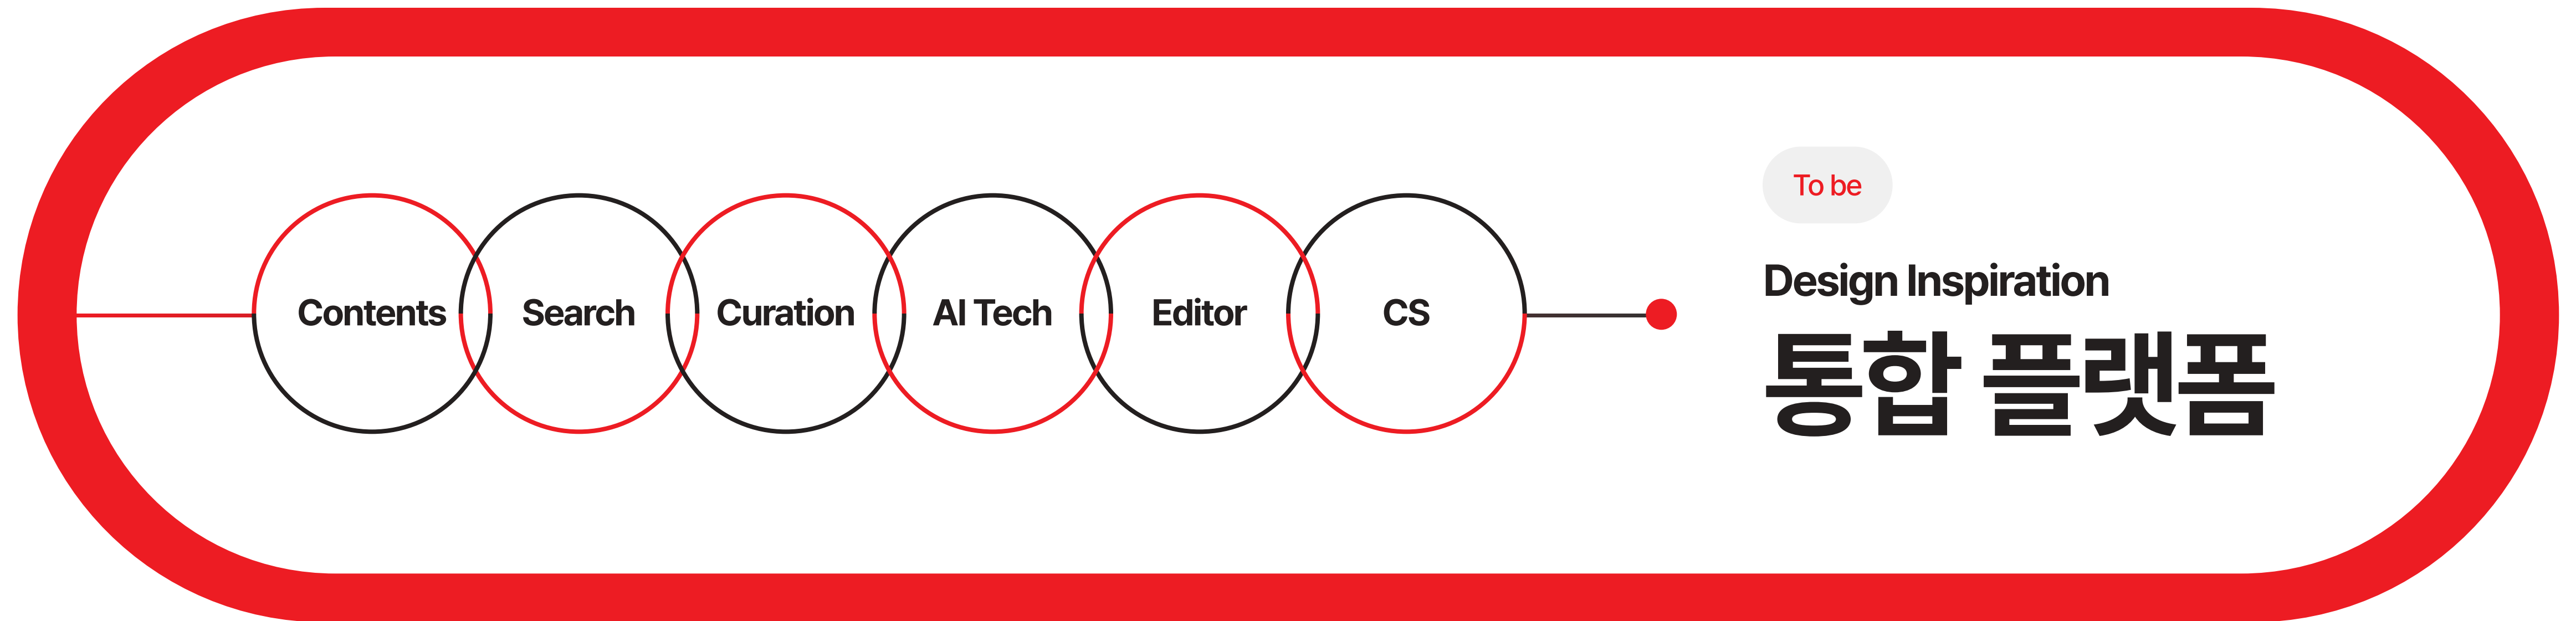 Contents
Search
Curation
AI Tech
Editor
CS
To be
Design Inspiration
통합 플랫폼